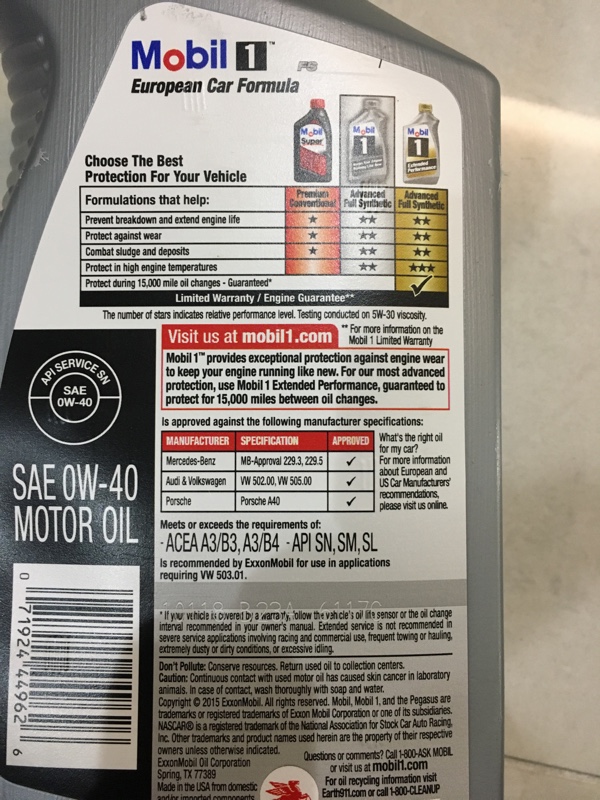 Mobil 1™ FS
European Car Formula
Mobil Super
Mobil 1
Mobil 1 Extended Performance
Choose The Best
Protection For Your Vehicle
Formulations that help: Premium Conventional Advanced Full Synthetic Advanced Full Synthetic
Prevent breakdown and extend engine life ★ ★★ ★★
Protect against wear ★ ★★ ★★
Combat sludge and deposits ★ ★★ ★★
Protect in high engine temperatures ★★ ★★★
Protect during 15,000 mile oil changes - Guaranteed* ✓
Limited Warranty / Engine Guarantee**
The number of stars indicates relative performance level. Testing conducted on 5W-30 viscosity.
Visit us at mobil1.com
** For more information on the
Mobil 1 Limited Warranty
Mobil 1™ provides exceptional protection against engine wear
to keep your engine running like new. For our most advanced
protection, use Mobil 1 Extended Performance, guaranteed to
protect for 15,000 miles between oil changes.
API SERVICE SN
SAE
0W-40
SAE 0W-40
MOTOR OIL
Is approved against the following manufacturer specifications:
MANUFACTURER SPECIFICATION APPROVED
Mercedes-Benz MB-Approval 229.3, 229.5 ✓
Audi & Volkswagen VW 502.00, VW 505.00 ✓
Porsche Porsche A40 ✓
What's the right oil
for my car?
For more information
about European and
US Car Manufacturers'
recommendations,
please visit us online.
Meets or exceeds the requirements of:
- ACEA A3/B3, A3/B4 - API SN, SM, SL
Is recommended by ExxonMobil for use in applications
requiring VW 503.01.
* If your vehicle is covered by a warranty, follow the vehicle's oil life sensor or the oil change
interval recommended in your owner's manual. Extended service is not recommended in
severe service applications involving racing and commercial use, frequent towing or hauling,
extremely dusty or dirty conditions, or excessive idling.
Don't Pollute: Conserve resources. Return used oil to collection centers.
Caution: Continuous contact with used motor oil has caused skin cancer in laboratory
animals. In case of contact, wash thoroughly with soap and water.
Copyright © 2015 ExxonMobil. All rights reserved. Mobil, Mobil 1, and the Pegasus are
trademarks or registered trademarks of Exxon Mobil Corporation or one of its subsidiaries.
NASCAR® is a registered trademark of the National Association for Stock Car Auto Racing,
Inc. Other trademarks and product names used herein are the property of their respective
owners unless otherwise indicated.
ExxonMobil Oil Corporation
Spring, TX 77389
Made in the USA from domestic
and/or imported components
Questions or comments? Call 1-800-ASK MOBIL
or visit us at mobil1.com
For oil recycling information visit
Earth911.com or call 1-800-CLEANUP
0 71924 44962 6